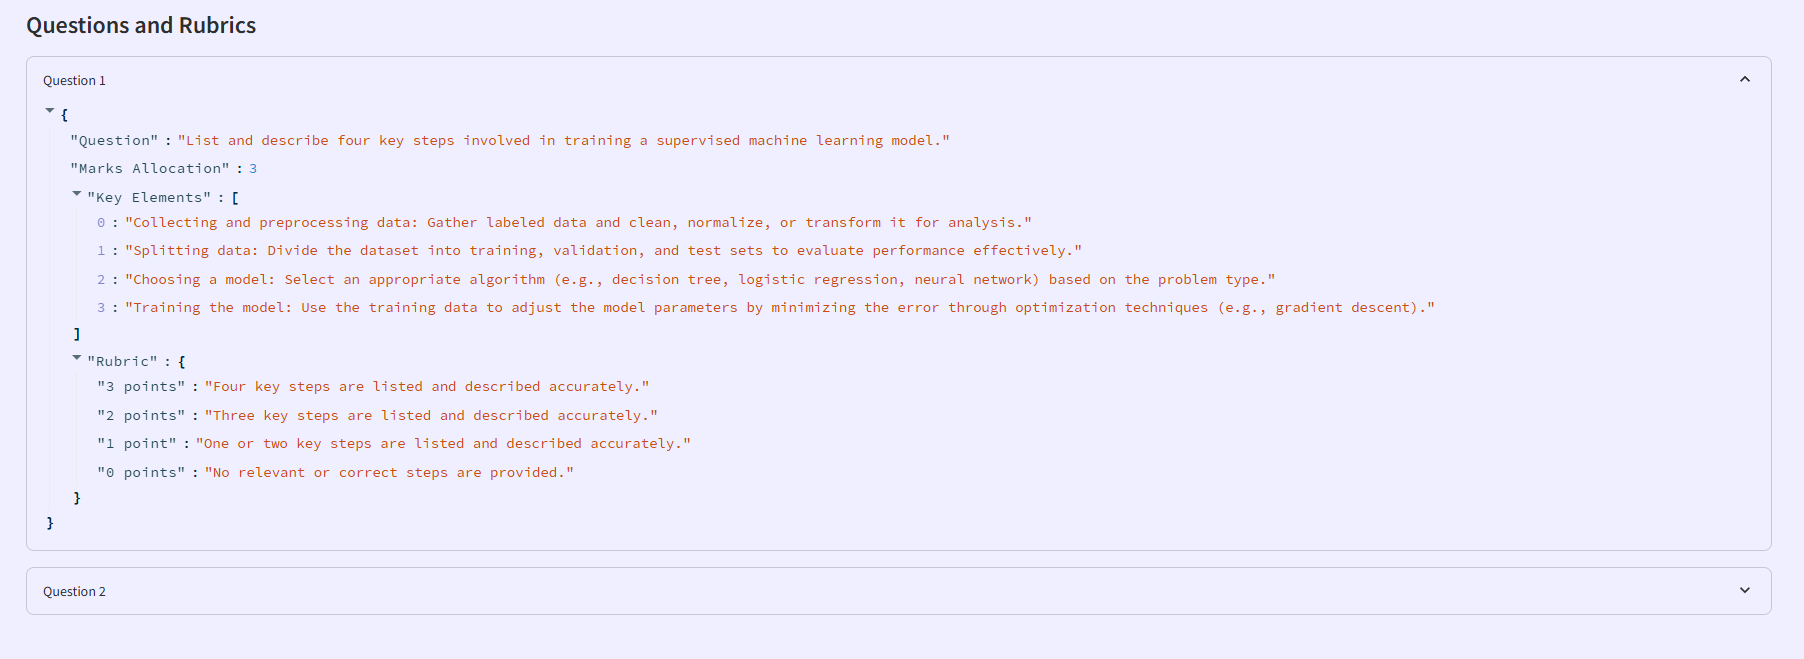 Questions and Rubrics
Question 1
{
"Question" : "List and describe four key steps involved in training a supervised machine learning model."
"Marks Allocation" : 3
"Key Elements" : [
0 : "Collecting and preprocessing data: Gather labeled data and clean, normalize, or transform it for analysis."
1 : "Splitting data: Divide the dataset into training, validation, and test sets to evaluate performance effectively."
2 : "Choosing a model: Select an appropriate algorithm (e.g., decision tree, logistic regression, neural network) based on the problem type."
3 : "Training the model: Use the training data to adjust the model parameters by minimizing the error through optimization techniques (e.g., gradient descent)."
]
"Rubric" : {
"3 points" : "Four key steps are listed and described accurately."
"2 points" : "Three key steps are listed and described accurately."
"1 point" : "One or two key steps are listed and described accurately."
"0 points" : "No relevant or correct steps are provided."
}
}
Question 2